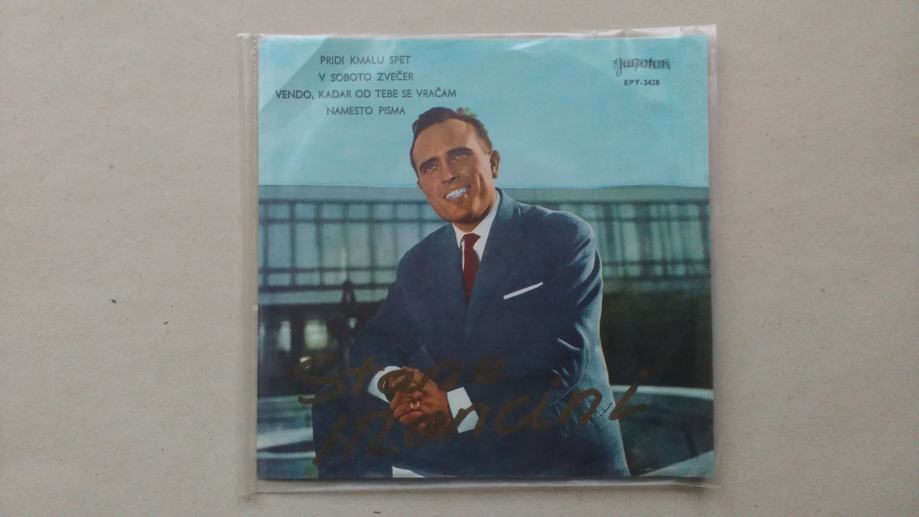 PRIDI KMALU SPET
V SOBOTO ZVEČER
VENDO, KADAR OD TEBE SE VRAČAM
NAMESTO PISMA
jugoton
EPY-3428
Stane
Mancini